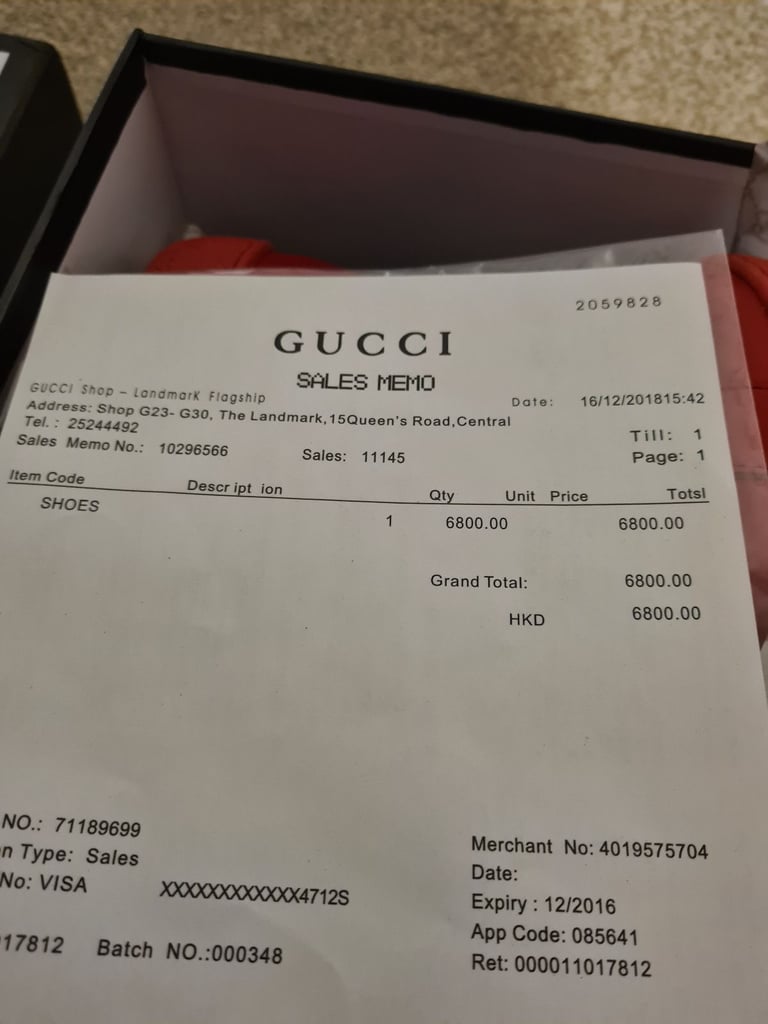 2059828
GUCCI
SALES MEMO
GUCCI Shop – LandmarK Flagship
Date: 16/12/201815:42
Address: Shop G23- G30, The Landmark,15Queen's Road,Central
Tel. : 25244492
Till: 1
Sales Memo No.: 10296566 Sales: 11145
Page: 1
Item Code Descr ipt ion Qty Unit Price Totsl
SHOES
1 6800.00 6800.00
Grand Total: 6800.00
HKD 6800.00
NO.: 71189699
n Type: Sales
No: VISA XXXXXXXXXXXX4712S
17812 Batch NO.:000348
Merchant No: 4019575704
Date:
Expiry : 12/2016
App Code: 085641
Ret: 000011017812